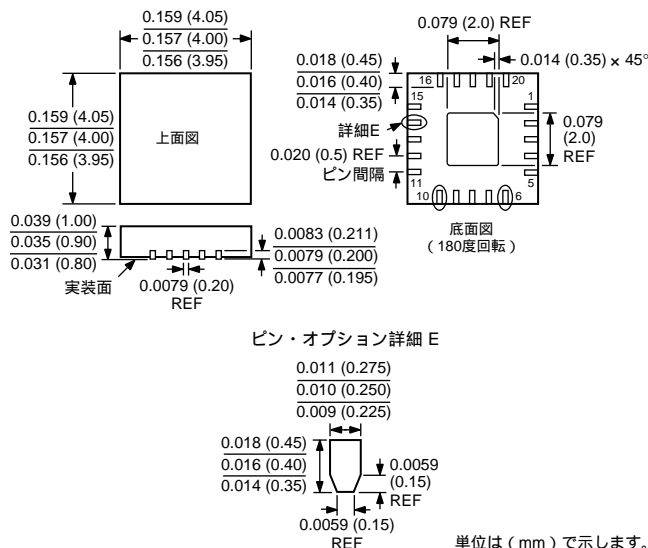 0.159 (4.05)
0.157 (4.00)
0.156 (3.95)
0.159 (4.05)
0.157 (4.00)
0.156 (3.95)
上面図
0.039 (1.00)
0.035 (0.90)
0.031 (0.80)
実装面
0.0079 (0.20)
REF
0.0083 (0.211)
0.0079 (0.200)
0.0077 (0.195)
0.079 (2.0) REF
0.014 (0.35) × 45°
0.018 (0.45)
0.016 (0.40)
0.014 (0.35)
16
20
15
1
詳細E
0.020 (0.5) REF
ピン間隔
0.079
(2.0)
REF
11
5
10
6
底面図
(180度回転)
ピン・オプション詳細 E
0.011 (0.275)
0.010 (0.250)
0.009 (0.225)
0.018 (0.45)
0.016 (0.40)
0.014 (0.35)
0.0059
(0.15)
REF
0.0059 (0.15)
REF
単位は(mm)で示します。